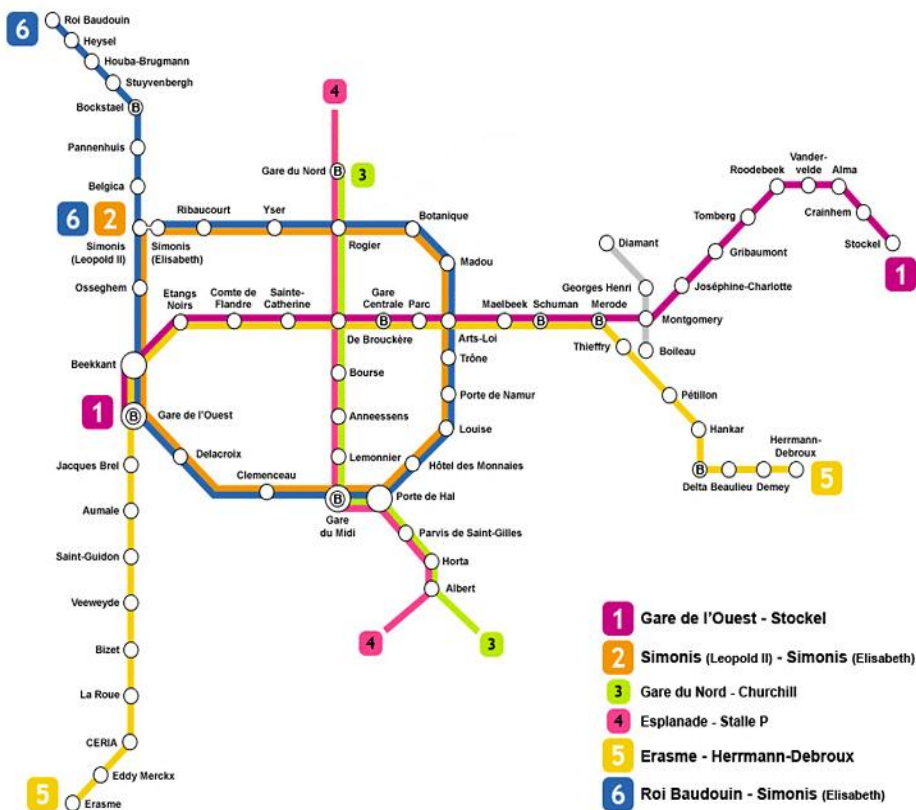 6
Roi Baudouin
Heysel
Houba-Brugmann
Stuyvenbergh
Bockstael
B
Pannenhuis
Belgica
6
2
Simonis
(Leopold II)
Simonis
(Elisabeth)
Ribaucourt
Yser
Rogier
Botanique
Madou
4
Gare du Nord
B
3
Osseghem
Etangs
Noirs
Comte de
Flandre
Sainte-
Catherine
De Brouckère
Gare
Centrale
B
Parc
Arts-Loi
Maelbeek
Schuman
B
Merode
B
Diamant
Georges Henri
Montgomery
Boileau
Joséphine-Charlotte
Gribaumont
Tomberg
Roodebeek
Vander-
velde
Alma
Crainhem
Stockel
1
Beekkant
1
B
Gare de l'Ouest
Trône
Porte de Namur
Louise
Hôtel des Monnaies
Porte de Hal
Bourse
Anneessens
Lemonnier
B
Gare
du Midi
Delacroix
Clemenceau
Thieffry
Pétillon
Hankar
B
Delta
Beaulieu
Demey
Herrmann-
Debroux
5
Jacques Brel
Aumale
Saint-Guidon
Veeweyde
Bizet
La Roue
CERIA
Eddy Merckx
Erasme
5
Parvis de Saint-Gilles
Horta
Albert
4
3
1 Gare de l'Ouest - Stockel
2 Simonis (Leopold II) - Simonis (Elisabeth)
3 Gare du Nord - Churchill
4 Esplanade - Stalle P
5 Erasme - Herrmann-Debroux
6 Roi Baudouin - Simonis (Elisabeth)